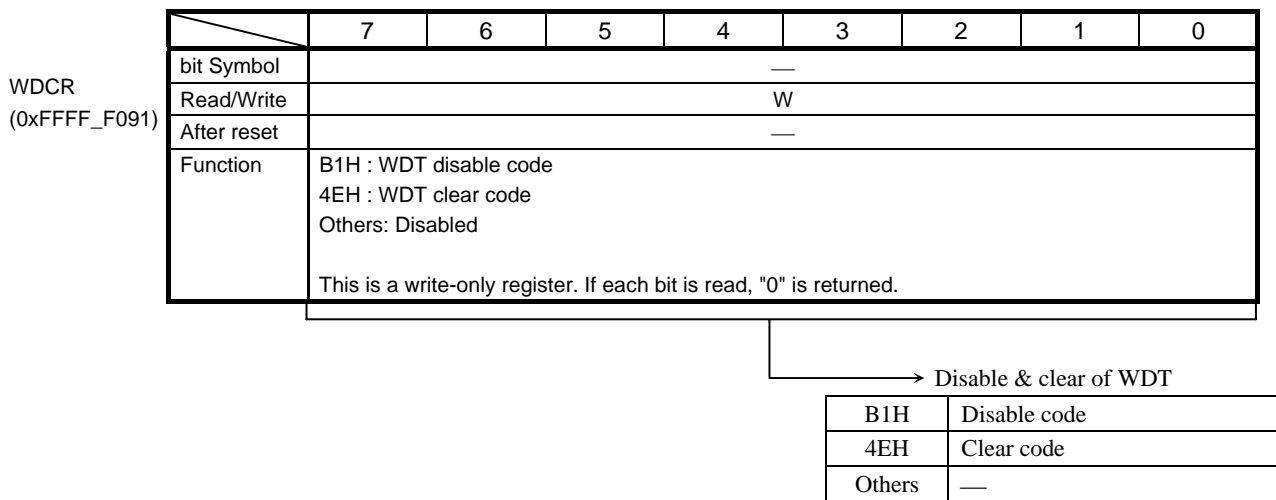 7 6 5 4 3 2 1 0
WDCR
(0xFFFF_F091)
bit Symbol —
Read/Write W
After reset —
Function B1H : WDT disable code
4EH : WDT clear code
Others: Disabled
This is a write-only register. If each bit is read, "0" is returned.
Disable & clear of WDT
B1H Disable code
4EH Clear code
Others —